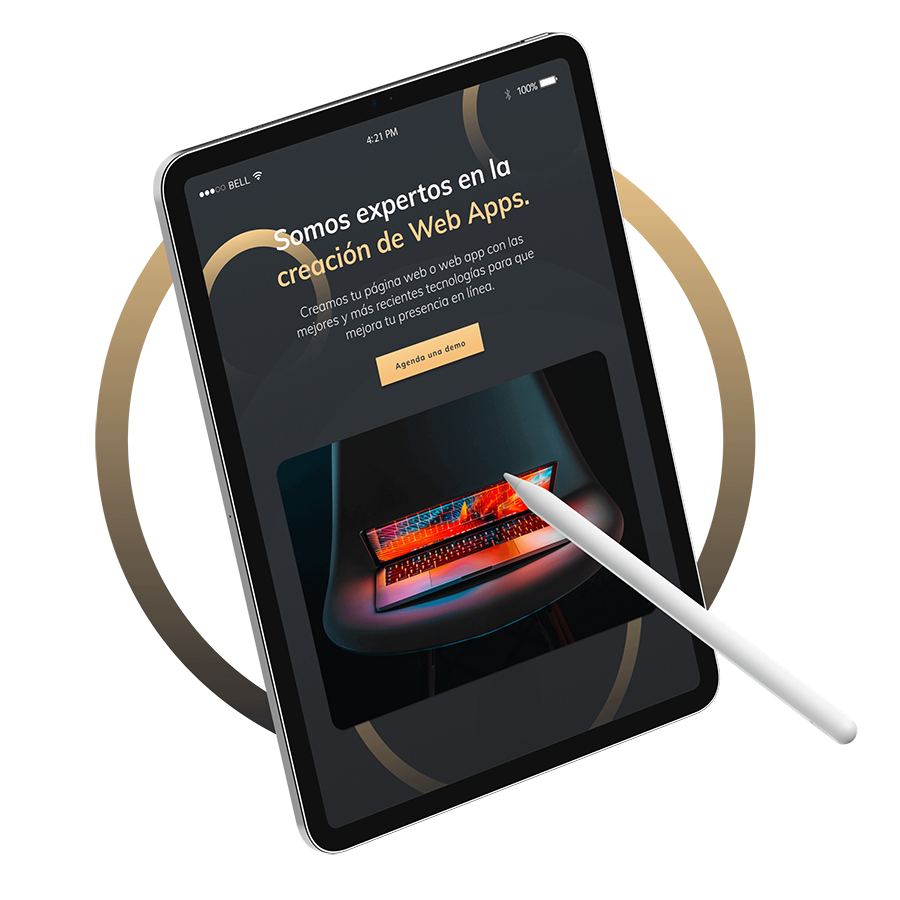 BELL
4:21 PM
100%
Somos expertos en la
creación de Web Apps.
Creamos tu página web o web app con las
mejores y más recientes tecnologías para que
mejora tu presencia en línea.
Agenda una demo